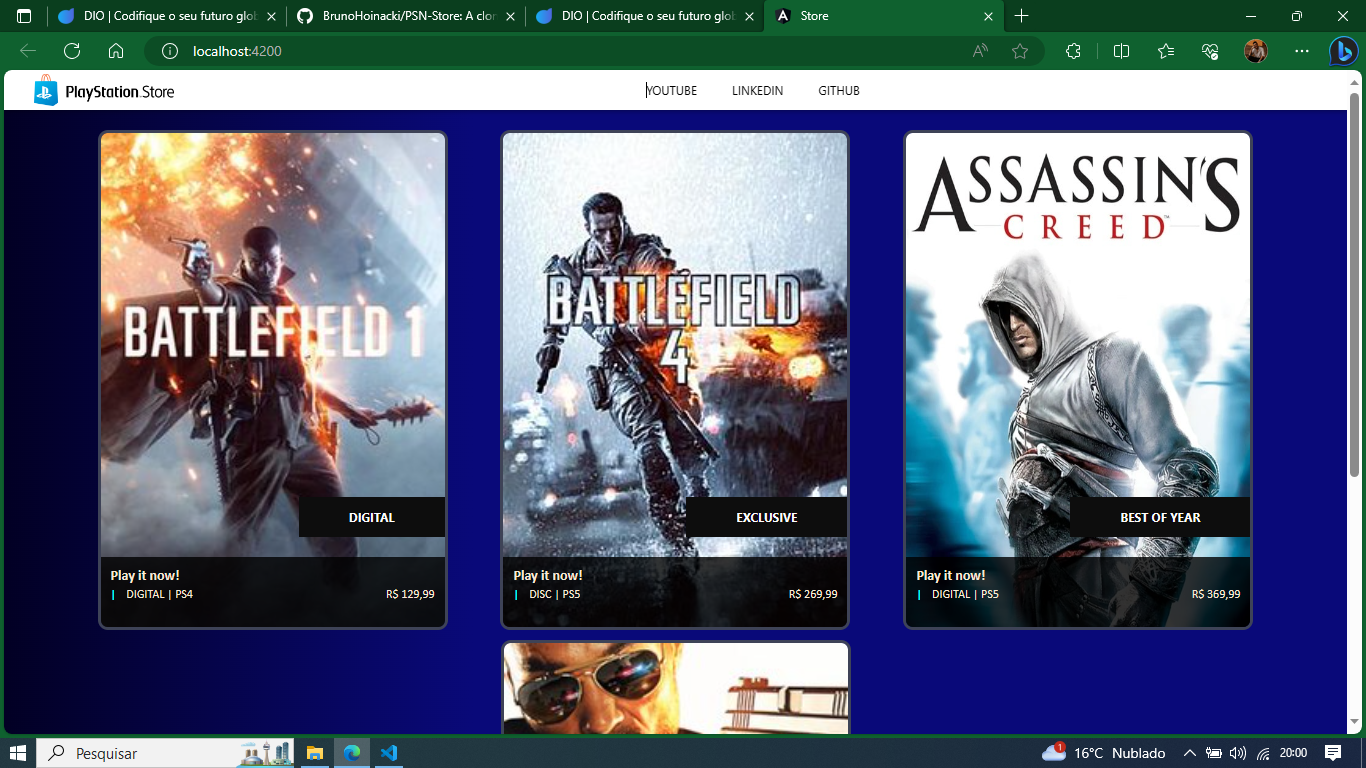 DIO | Codifique o seu futuro glob
BrunoHoinacki/PSN-Store: A clon
DIO | Codifique o seu futuro glob
Store
localhost:4200
PlayStation.Store
YOUTUBE
LINKEDIN
GITHUB
BATTLEFIELD 1
DIGITAL
Play it now!
| DIGITAL | PS4
R$ 129,99
BATTLEFIELD
4
EXCLUSIVE
Play it now!
| DISC | PS5
R$ 269,99
ASSASSIN'S
CREED™
BEST OF YEAR
Play it now!
| DIGITAL | PS5
R$ 369,99
Pesquisar
1
16°C Nublado
20:00